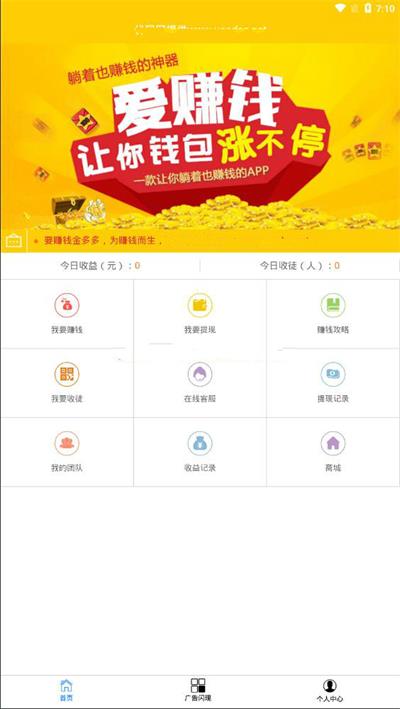 7:10
躺着也赚钱的神器
爱赚钱
让你钱包涨不停
一款让你躺着也赚钱的APP
要赚钱金多多，为赚钱而生，
今日收益（元）：0
今日收徒（人）：0
我要赚钱
我要提现
赚钱攻略
我要收徒
在线客服
提现记录
我的团队
收益记录
商城
首页
广告闪现
个人中心